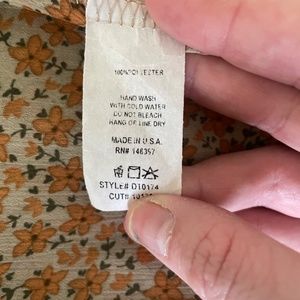 100% POLYESTER
HAND WASH
WITH COLD WATER
DO NOT BLEACH
HANG OR LINE DRY
MADE IN U.S.A.
RN# 146357
STYLE# D10174
CUT#